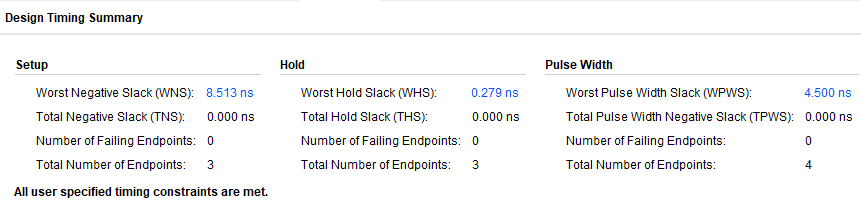 Design Timing Summary
Setup Hold Pulse Width
Worst Negative Slack (WNS): 8.513 ns Worst Hold Slack (WHS): 0.279 ns Worst Pulse Width Slack (WPWS): 4.500 ns
Total Negative Slack (TNS): 0.000 ns Total Hold Slack (THS): 0.000 ns Total Pulse Width Negative Slack (TPWS): 0.000 ns
Number of Failing Endpoints: 0 Number of Failing Endpoints: 0 Number of Failing Endpoints: 0
Total Number of Endpoints: 3 Total Number of Endpoints: 3 Total Number of Endpoints: 4
All user specified timing constraints are met.